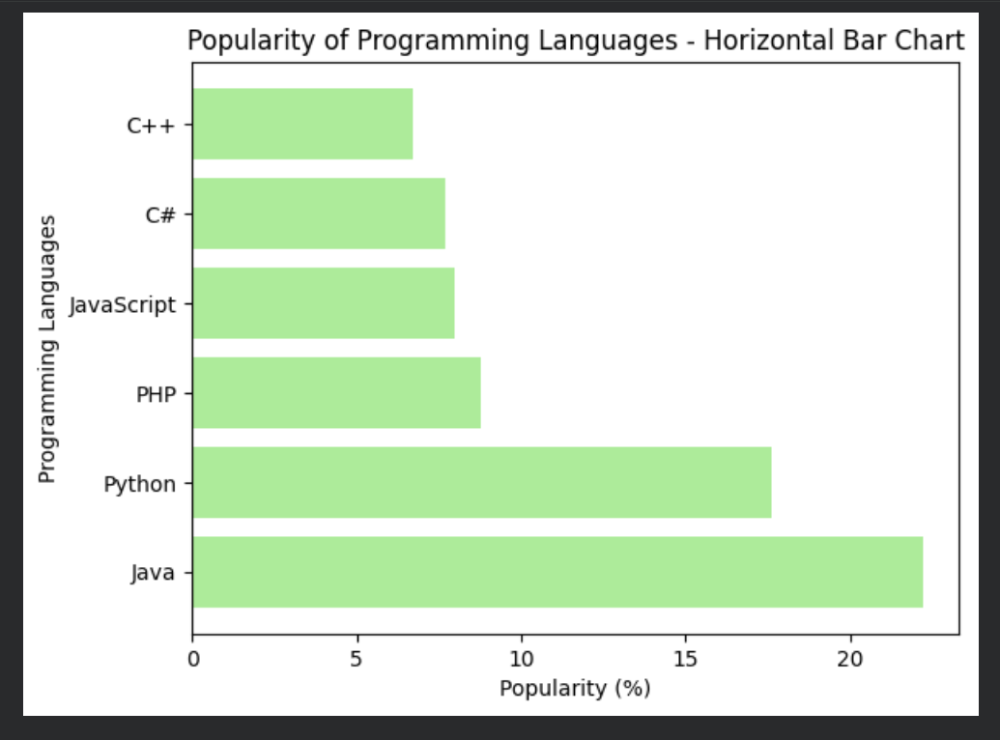 Popularity of Programming Languages - Horizontal Bar Chart
Programming Languages
C++
C#
JavaScript
PHP
Python
Java
0 5 10 15 20
Popularity (%)